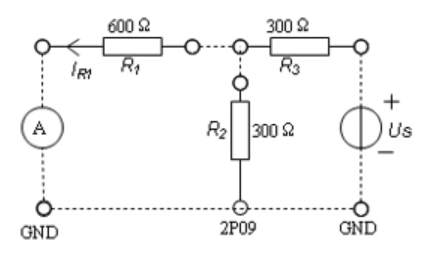 600 Ω
300 Ω
I_R1
R1
R3
A
R2
300 Ω
+
Us
−
GND
2P09
GND